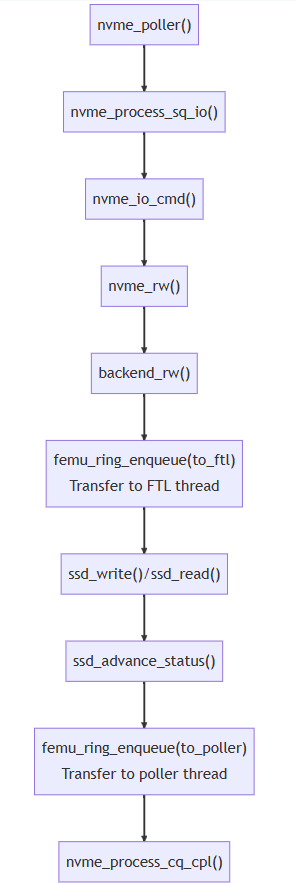 nvme_poller()
nvme_process_sq_io()
nvme_io_cmd()
nvme_rw()
backend_rw()
femu_ring_enqueue(to_ftl)
Transfer to FTL thread
ssd_write()/ssd_read()
ssd_advance_status()
femu_ring_enqueue(to_poller)
Transfer to poller thread
nvme_process_cq_cpl()